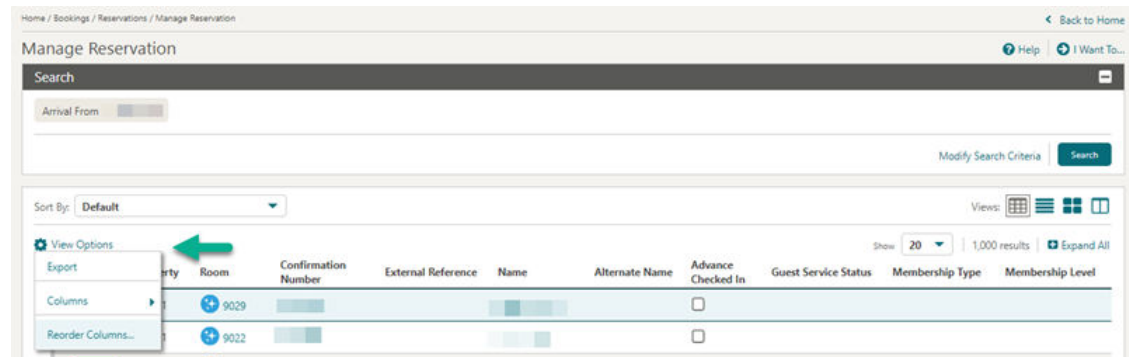 Home / Bookings / Reservations / Manage Reservation
Back to Home
Manage Reservation
Help
I Want To...
Search
Arrival From
Modify Search Criteria
Search
Sort By: Default
Views:
View Options
Show 20 1,000 results Expand All
Export
erty Room Confirmation Number External Reference Name Alternate Name Advance Checked In Guest Service Status Membership Type Membership Level
Columns
1 9029
Reorder Columns...
1 9022